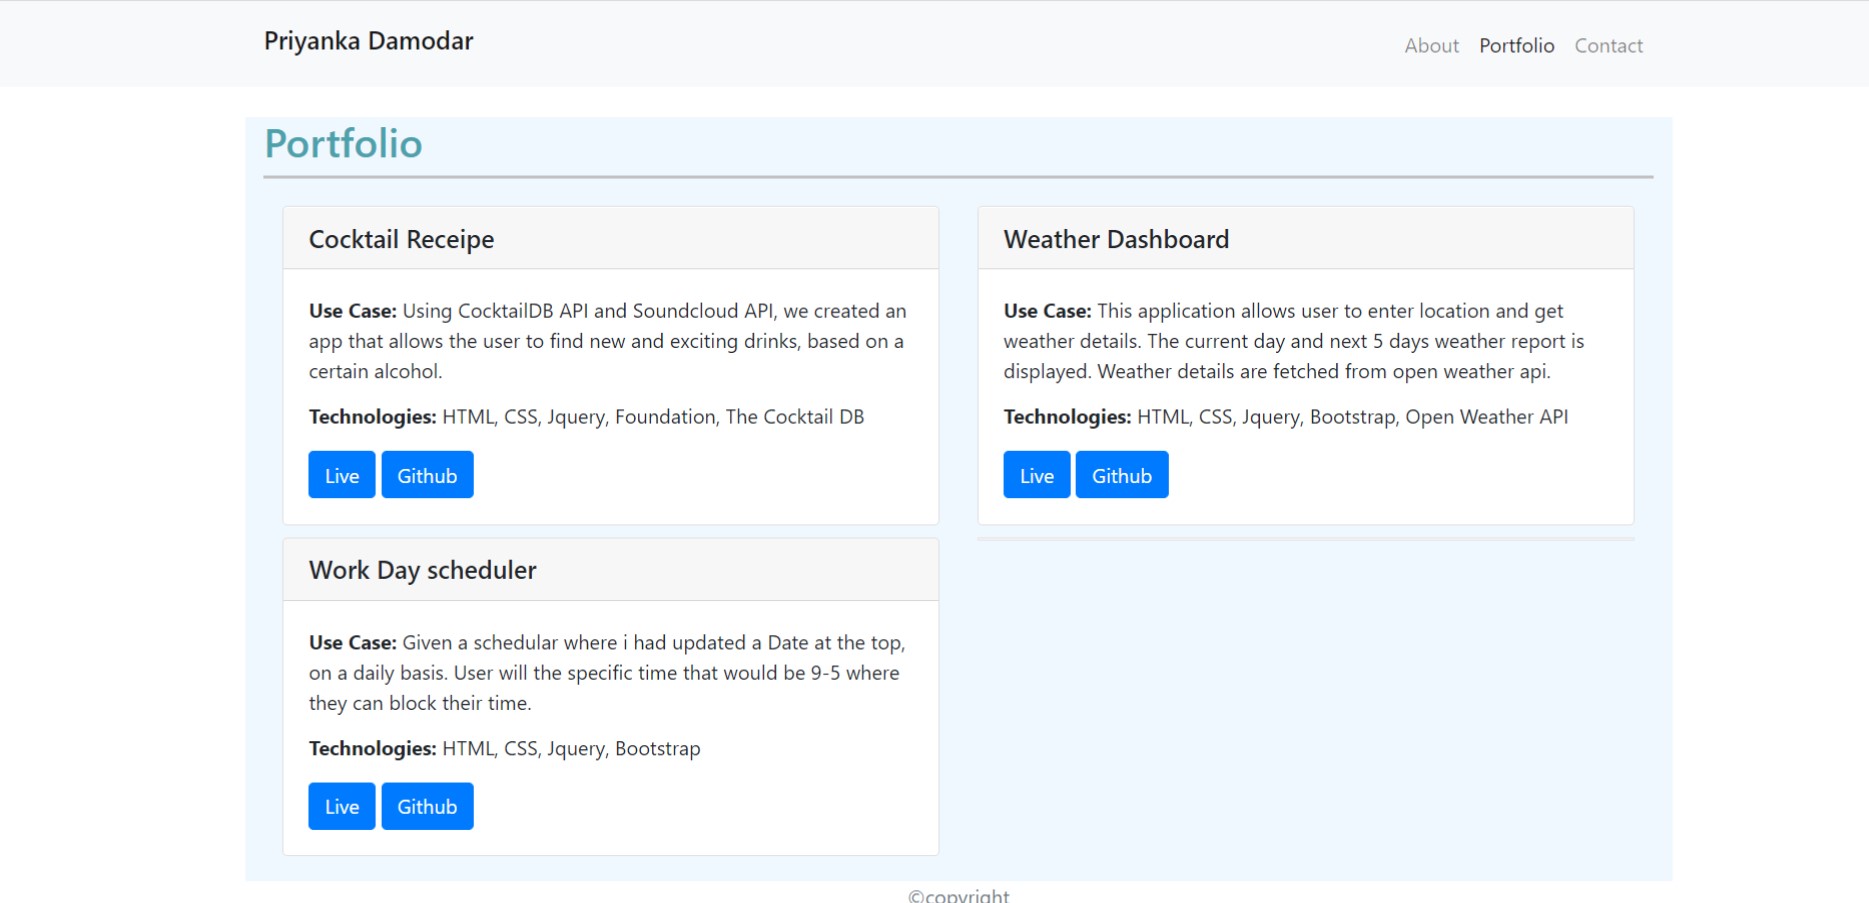 Priyanka Damodar
About Portfolio Contact
Portfolio
Cocktail Receipe
Use Case: Using CocktailDB API and Soundcloud API, we created an
app that allows the user to find new and exciting drinks, based on a
certain alcohol.
Technologies: HTML, CSS, Jquery, Foundation, The Cocktail DB
Live Github
Weather Dashboard
Use Case: This application allows user to enter location and get
weather details. The current day and next 5 days weather report is
displayed. Weather details are fetched from open weather api.
Technologies: HTML, CSS, Jquery, Bootstrap, Open Weather API
Live Github
Work Day scheduler
Use Case: Given a schedular where i had updated a Date at the top,
on a daily basis. User will the specific time that would be 9-5 where
they can block their time.
Technologies: HTML, CSS, Jquery, Bootstrap
Live Github
©copyright